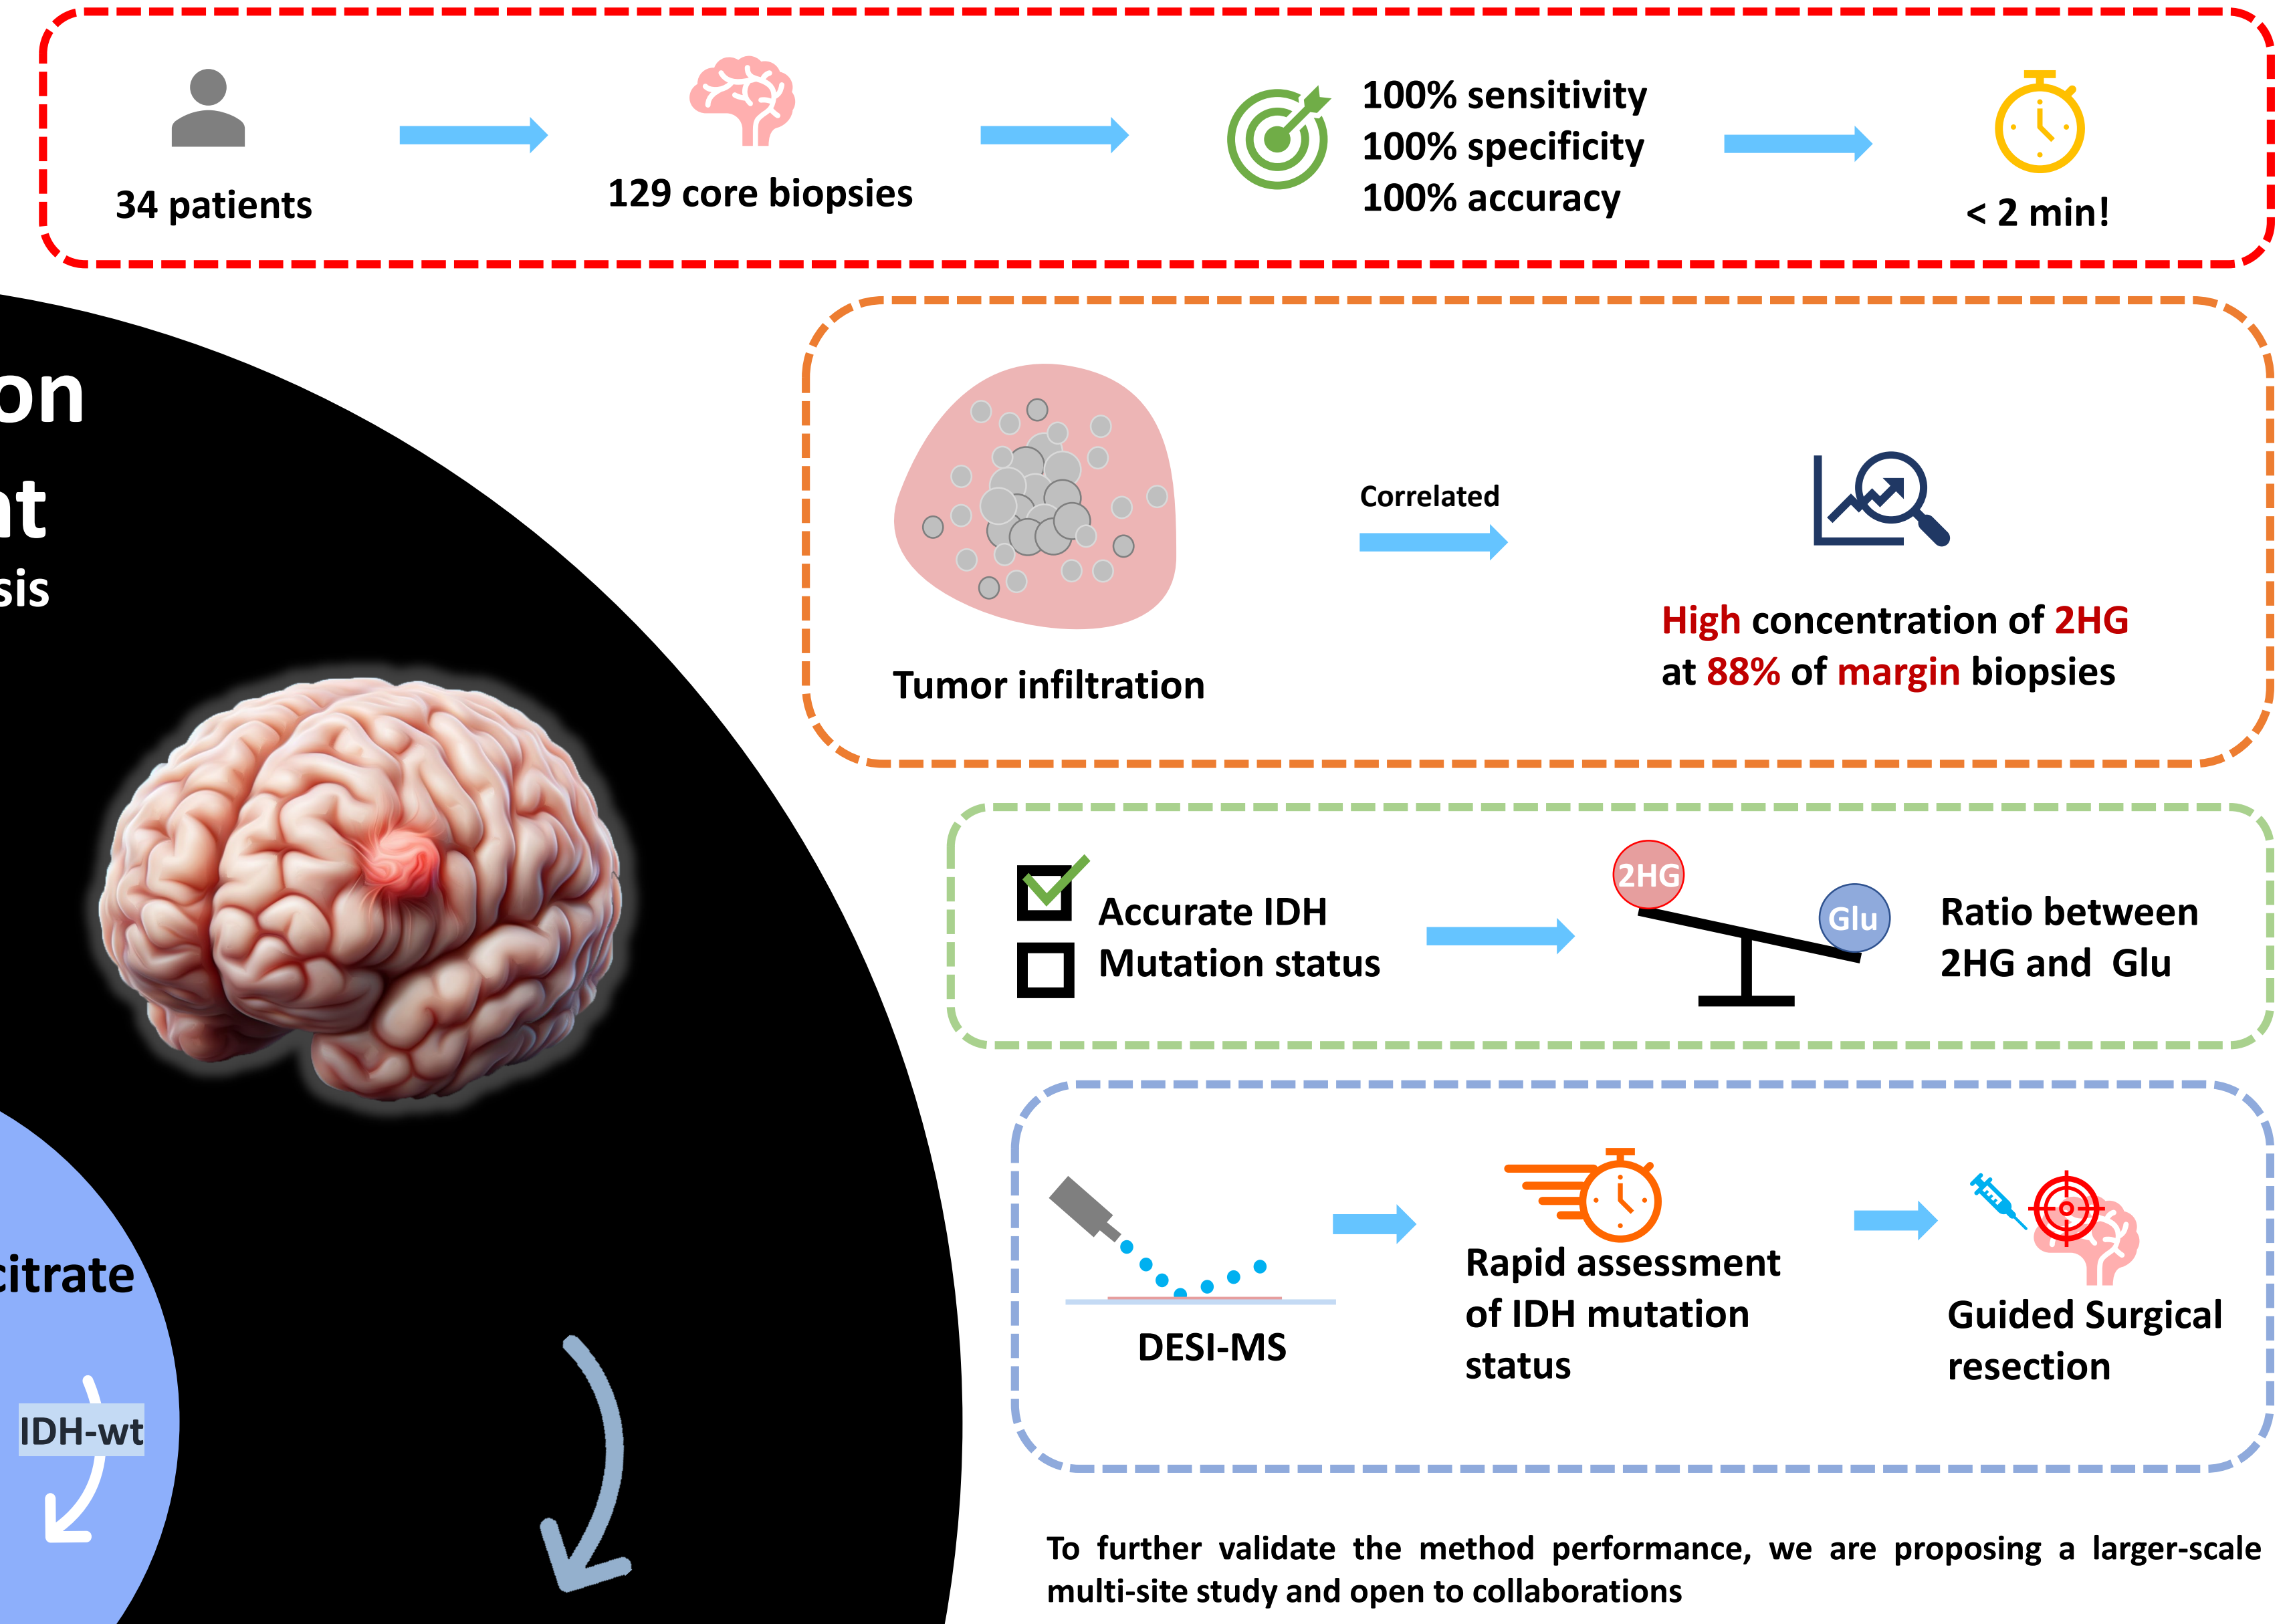 34 patients
129 core biopsies
100% sensitivity
100% specificity
100% accuracy
< 2 min!
on
nt
sis
Correlated
Tumor infiltration
High concentration of 2HG
at 88% of margin biopsies
Accurate IDH
Mutation status
2HG
Glu
Ratio between
2HG and Glu
DESI-MS
Rapid assessment
of IDH mutation
status
Guided Surgical
resection
citrate
IDH-wt
To further validate the method performance, we are proposing a larger-scale
multi-site study and open to collaborations